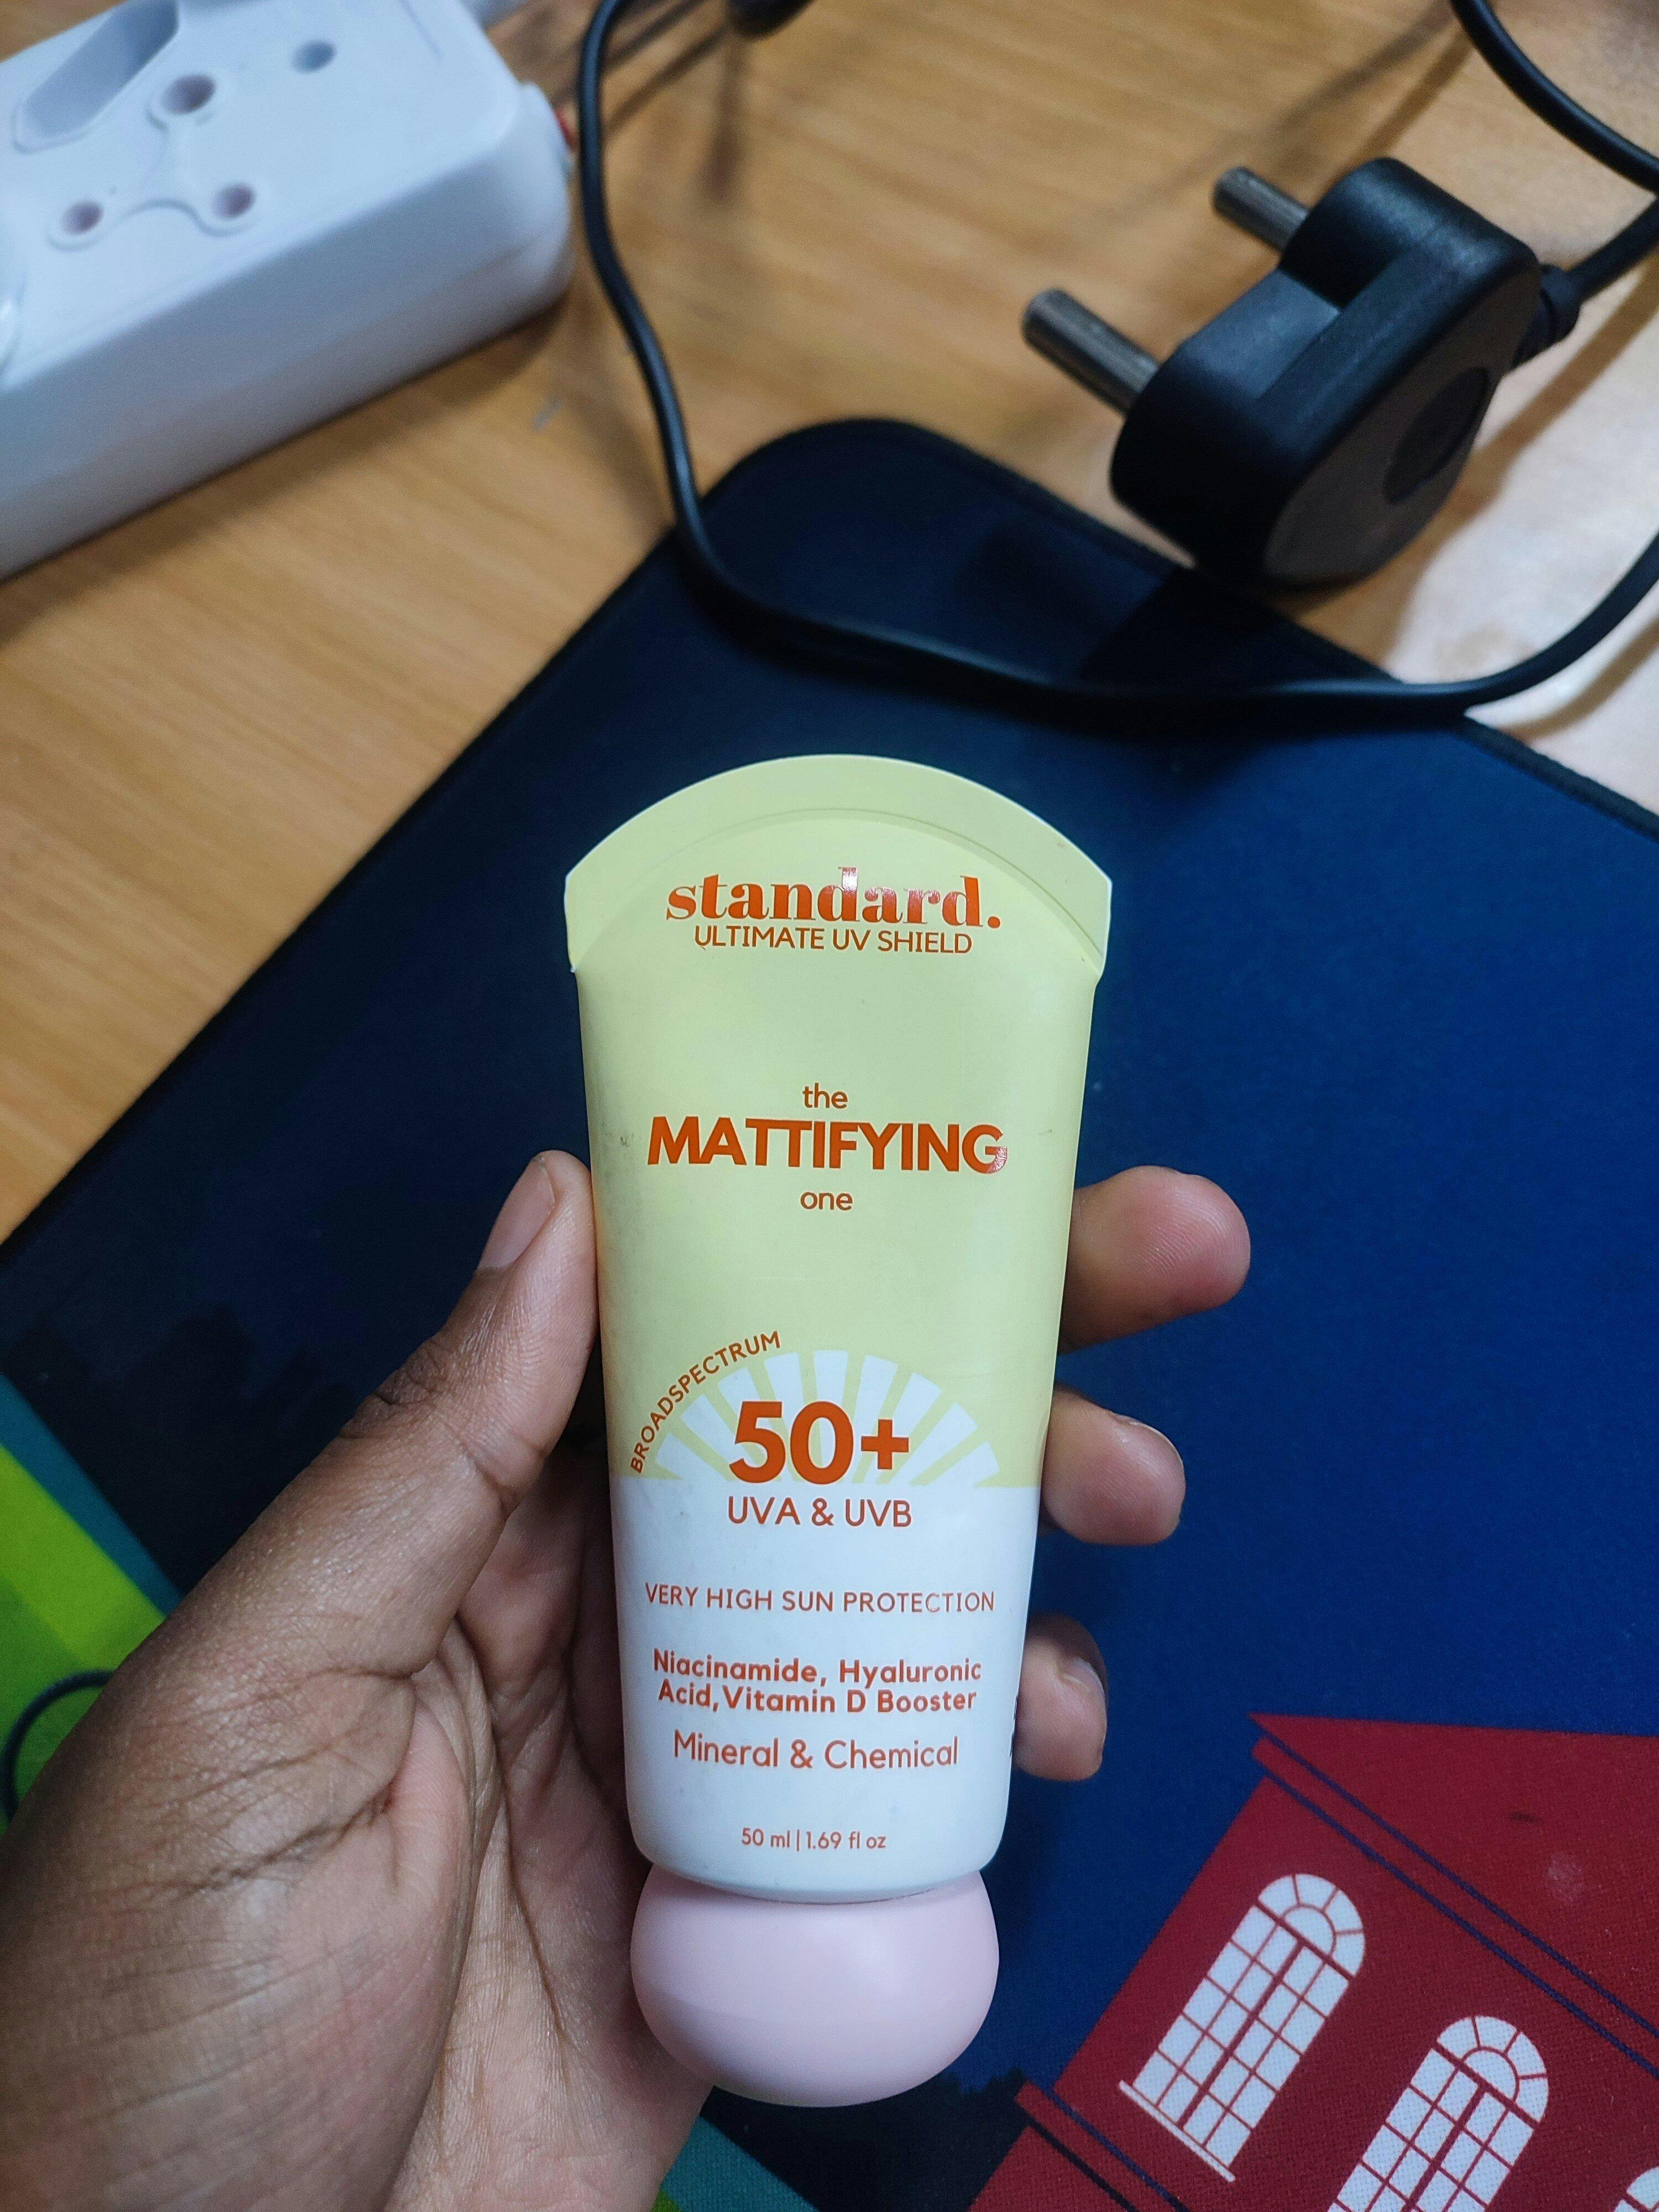 standard.
ULTIMATE UV SHIELD
the
MATTIFYING
one
BROADSPECTRUM
50+
UVA & UVB
VERY HIGH SUN PROTECTION
Niacinamide, Hyaluronic
Acid,Vitamin D Booster
Mineral & Chemical
50 ml | 1.69 fl oz